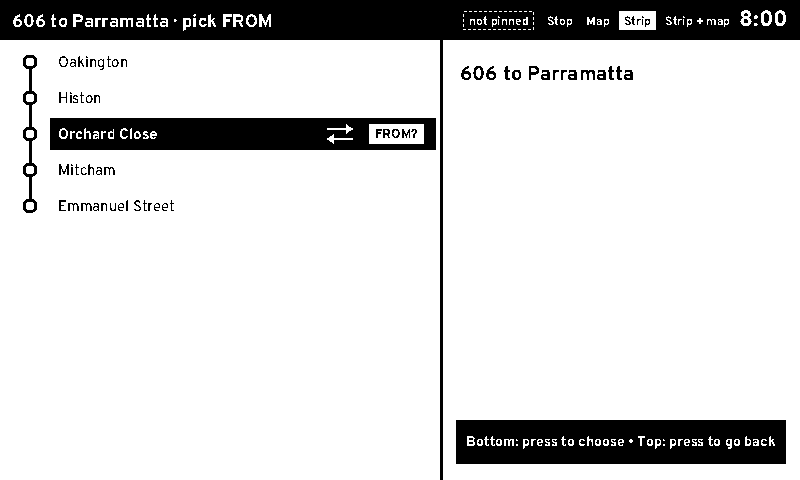 606 to Parramatta · pick FROM
not pinned Stop Map Strip Strip + map 8:00
Oakington
Histon
Orchard Close FROM?
Mitcham
Emmanuel Street
606 to Parramatta
Bottom: press to choose • Top: press to go back